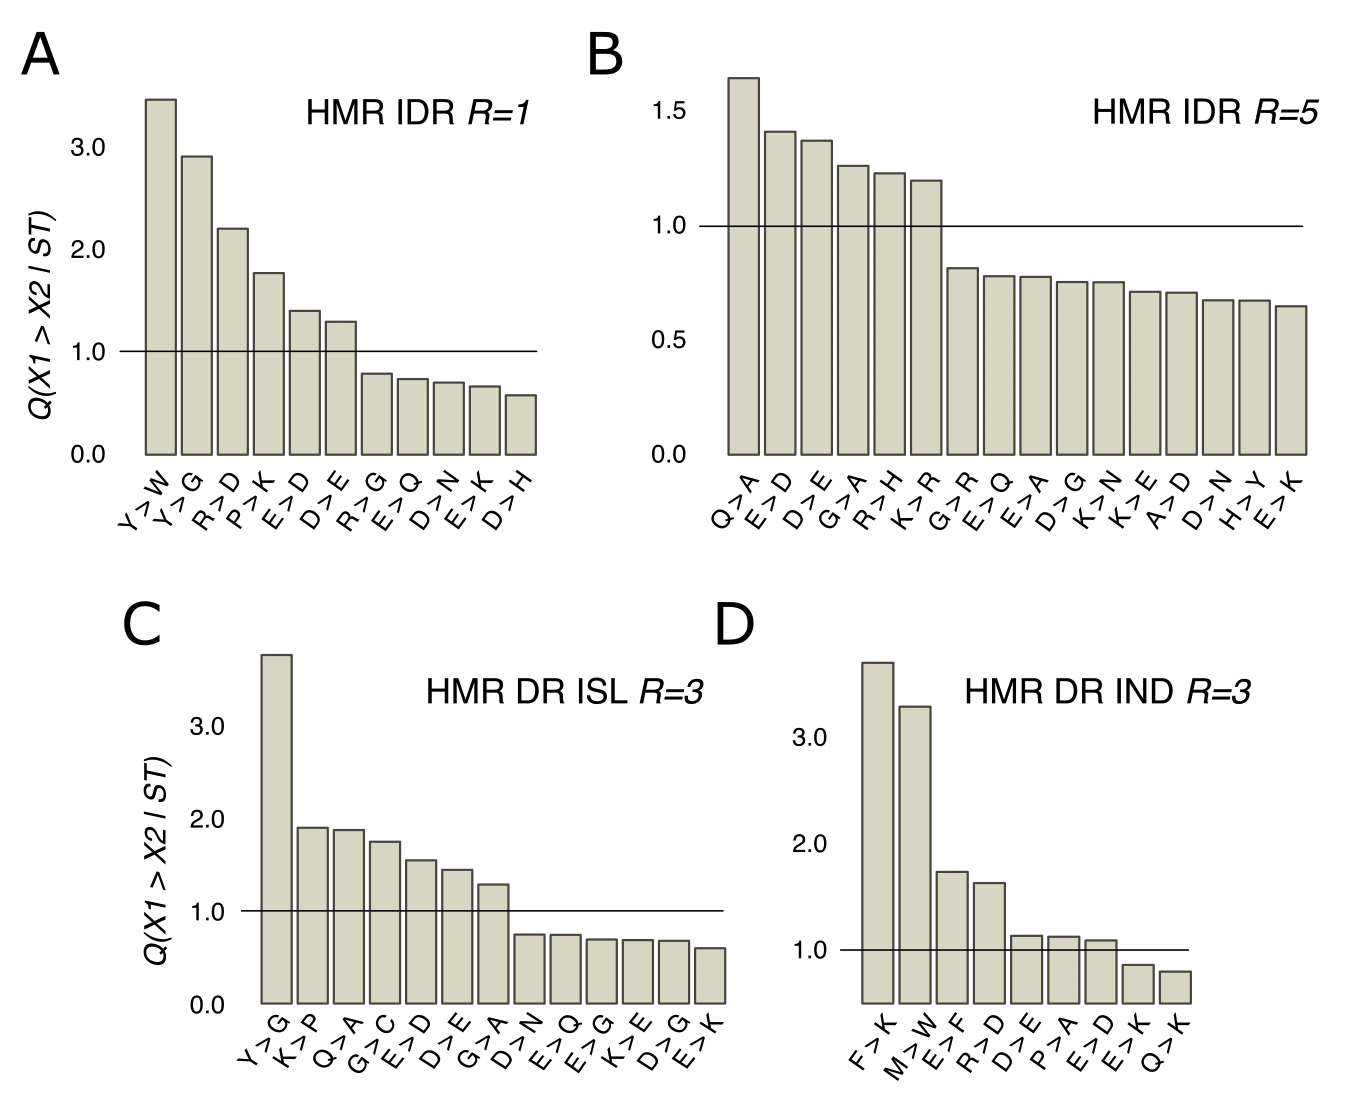 A
HMR IDR R=1
Q(X1 > X2 | ST)
3.0
2.0
1.0
0.0
Y>W
Y>G
R>D
P>K
E>D
D>E
R>G
E>Q
D>N
E>K
D>H
B
HMR IDR R=5
1.5
1.0
0.5
0.0
Q>A
E>D
D>E
G>A
R>H
K>R
G>R
E>Q
E>A
D>G
K>N
K>E
A>D
D>N
H>Y
E>K
C
HMR DR ISL R=3
Q(X1 > X2 | ST)
3.0
2.0
1.0
0.0
Y>G
K>P
Q>A
G>C
E>D
D>E
G>A
D>N
E>Q
E>G
K>E
D>G
E>K
D
HMR DR IND R=3
3.0
2.0
1.0
F>K
M>W
E>F
R>D
D>E
P>A
E>D
E>K
Q>K